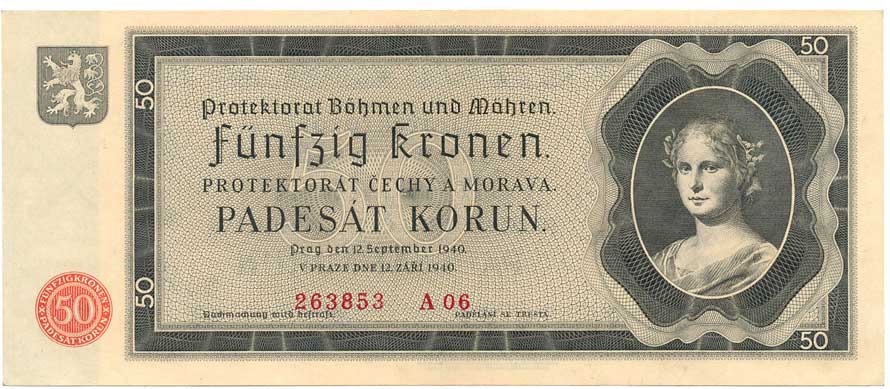 50
50
Protektorat Böhmen und Mähren.
Fünfzig Kronen.
PROTEKTORÁT ČECHY A MORAVA.
PADESÁT KORUN.
Prag den 12. September 1940.
V PRAZE DNE 12. ZÁŘÍ 1940.
263853 A 06
Nachmachung wird bestraft.
PADĚLÁNÍ SE TRESTÁ
50
FÜNFZIG KRONEN
50
PADESÁT KORUN
50
50